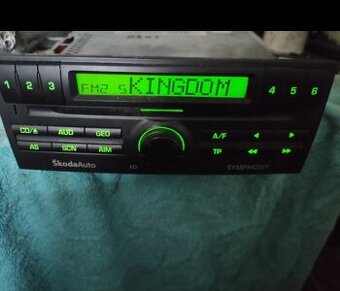 1 2 3 FM2 5 KINGDOM 4 5 6
CD/▲ AUD GEO A/F ◀ ▶
AS SCN AIM TP ◀◀ ▶▶
ŠkodaAuto I/O SYMPHONY